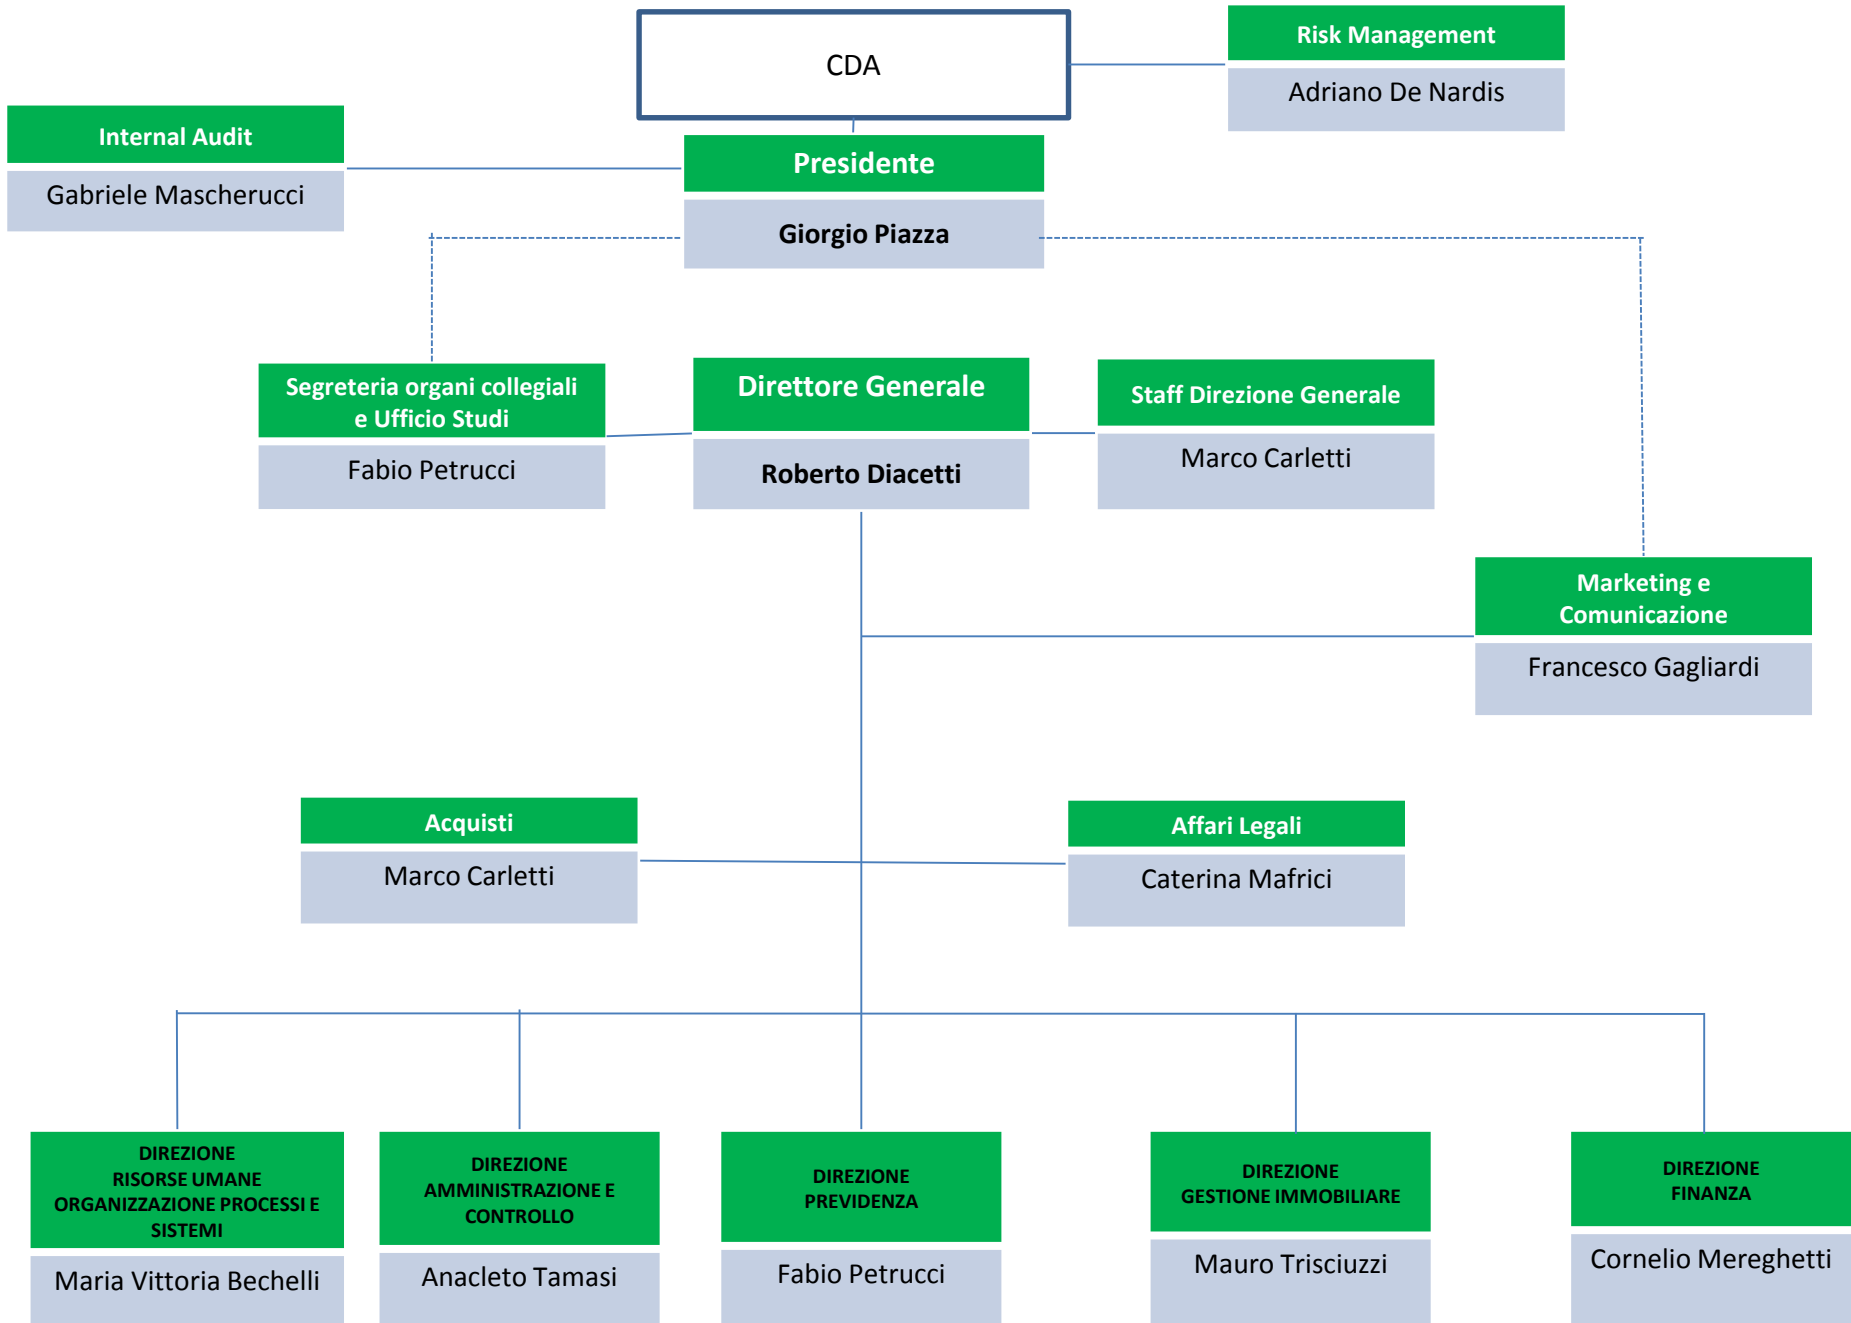 CDA
Risk Management
Adriano De Nardis
Internal Audit
Gabriele Mascherucci
Presidente
Giorgio Piazza
Segreteria organi collegiali
e Ufficio Studi
Fabio Petrucci
Direttore Generale
Roberto Diacetti
Staff Direzione Generale
Marco Carletti
Marketing e
Comunicazione
Francesco Gagliardi
Acquisti
Marco Carletti
Affari Legali
Caterina Mafrici
DIREZIONE
RISORSE UMANE
ORGANIZZAZIONE PROCESSI E
SISTEMI
Maria Vittoria Bechelli
DIREZIONE
AMMINISTRAZIONE E
CONTROLLO
Anacleto Tamasi
DIREZIONE
PREVIDENZA
Fabio Petrucci
DIREZIONE
GESTIONE IMMOBILIARE
Mauro Trisciuzzi
DIREZIONE
FINANZA
Cornelio Mereghetti